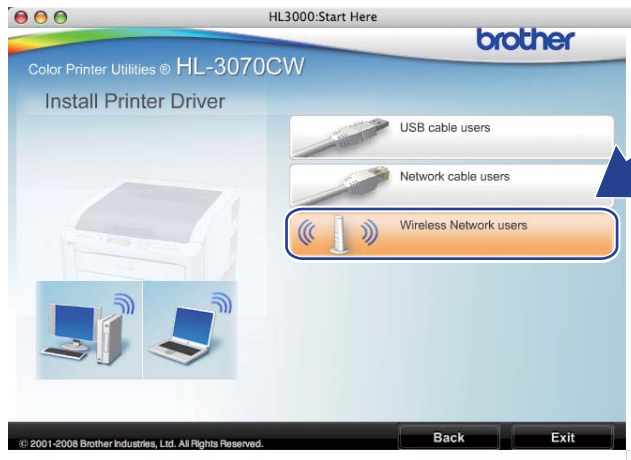 HL3000:Start Here
brother
Color Printer Utilities ® HL-3070CW
Install Printer Driver
USB cable users
Network cable users
Wireless Network users
© 2001-2008 Brother Industries, Ltd. All Rights Reserved.
Back
Exit